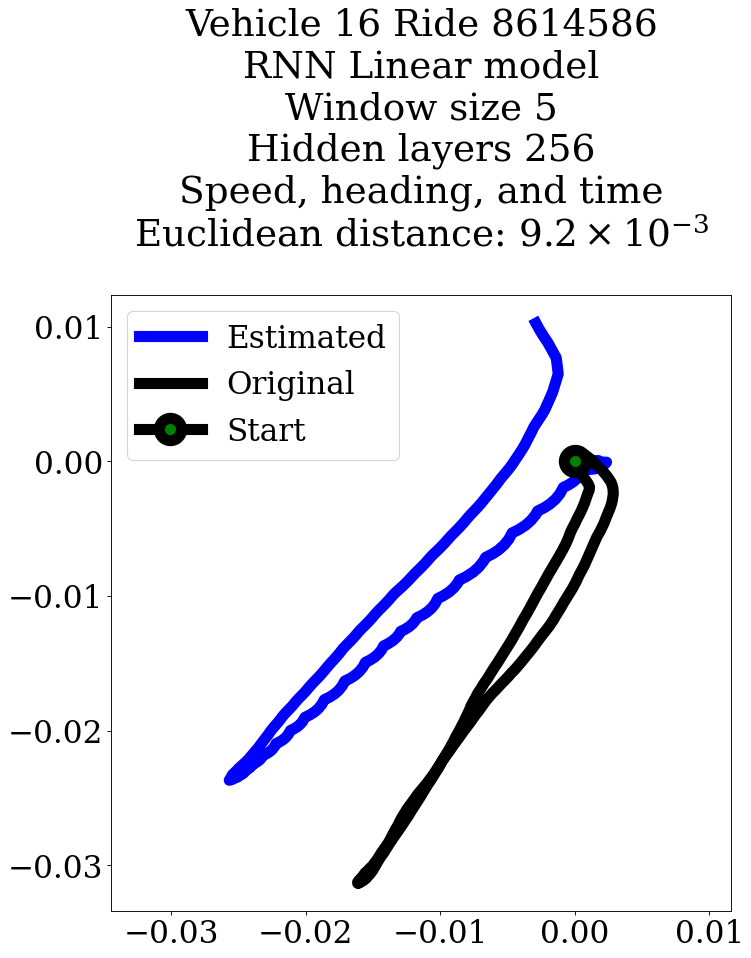 Vehicle 16 Ride 8614586
RNN Linear model
Window size 5
Hidden layers 256
Speed, heading, and time
Euclidean distance: 9.2 × 10⁻³
Estimated
Original
Start
0.01
0.00
−0.01
−0.02
−0.03
−0.03 −0.02 −0.01 0.00 0.01